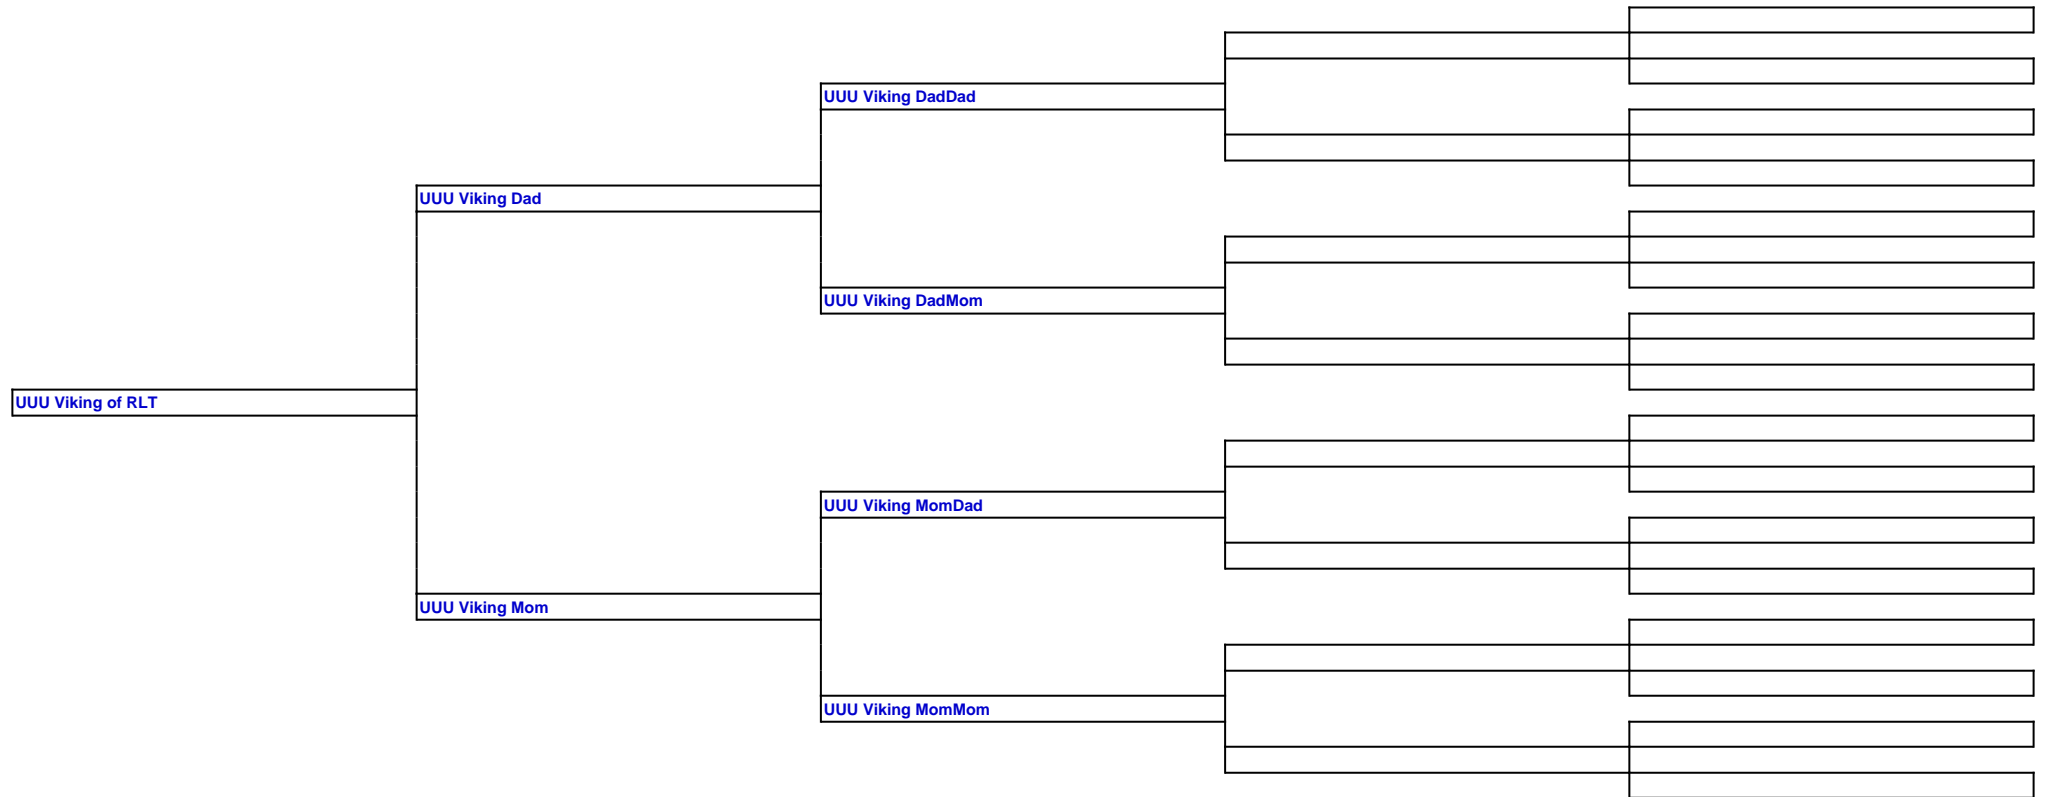 UUU Viking DadDad
UUU Viking Dad
UUU Viking DadMom
UUU Viking of RLT
UUU Viking MomDad
UUU Viking Mom
UUU Viking MomMom